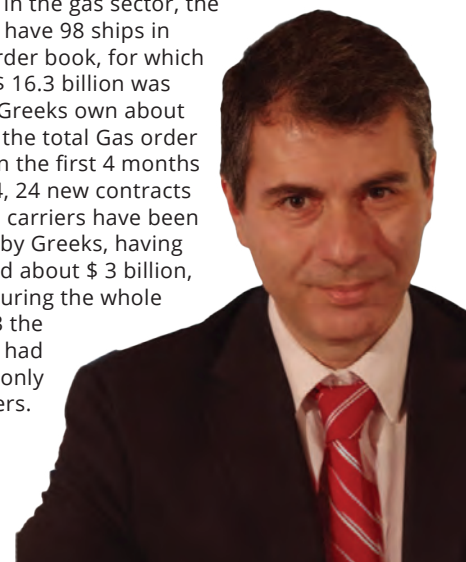 in the gas sector, the
have 98 ships in
rder book, for which
16.3 billion was
Greeks own about
the total Gas order
n the first 4 months
, 24 new contracts
carriers have been
by Greeks, having
d about $ 3 billion,
uring the whole
the
had
only
ers.